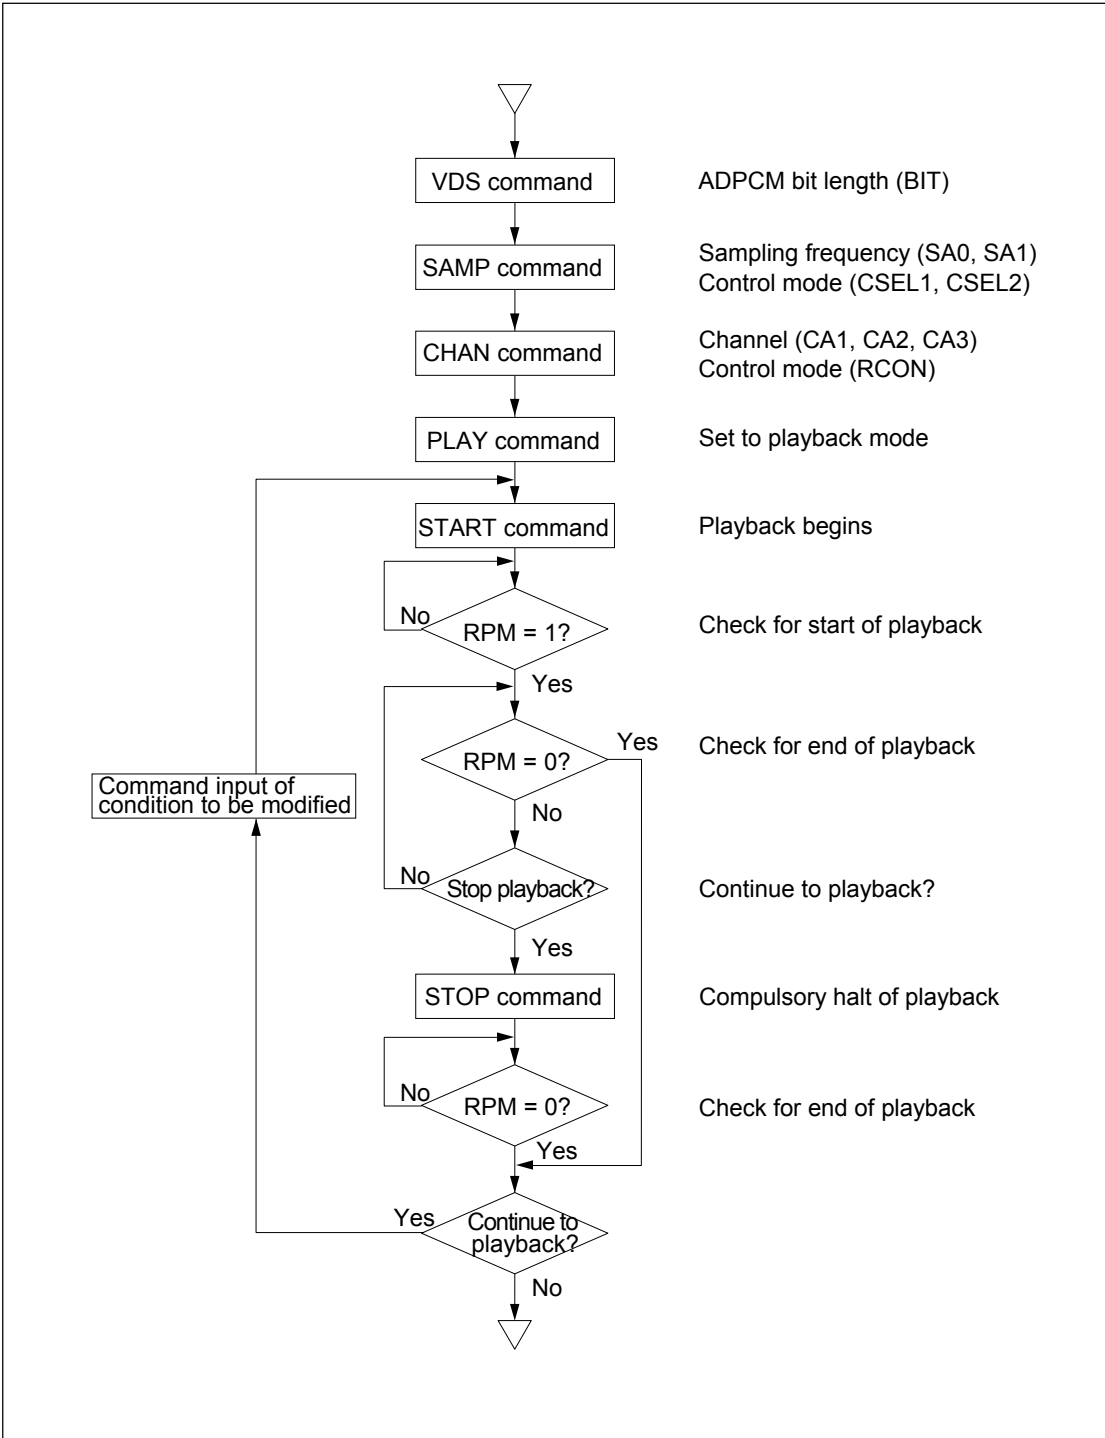 VDS command
ADPCM bit length (BIT)
SAMP command
Sampling frequency (SA0, SA1)
Control mode (CSEL1, CSEL2)
CHAN command
Channel (CA1, CA2, CA3)
Control mode (RCON)
PLAY command
Set to playback mode
START command
Playback begins
No
RPM = 1?
Check for start of playback
Yes
RPM = 0?
Yes
Check for end of playback
Command input of
condition to be modified
No
No
Stop playback?
Continue to playback?
Yes
STOP command
Compulsory halt of playback
No
RPM = 0?
Check for end of playback
Yes
Yes
Continue to
playback?
No